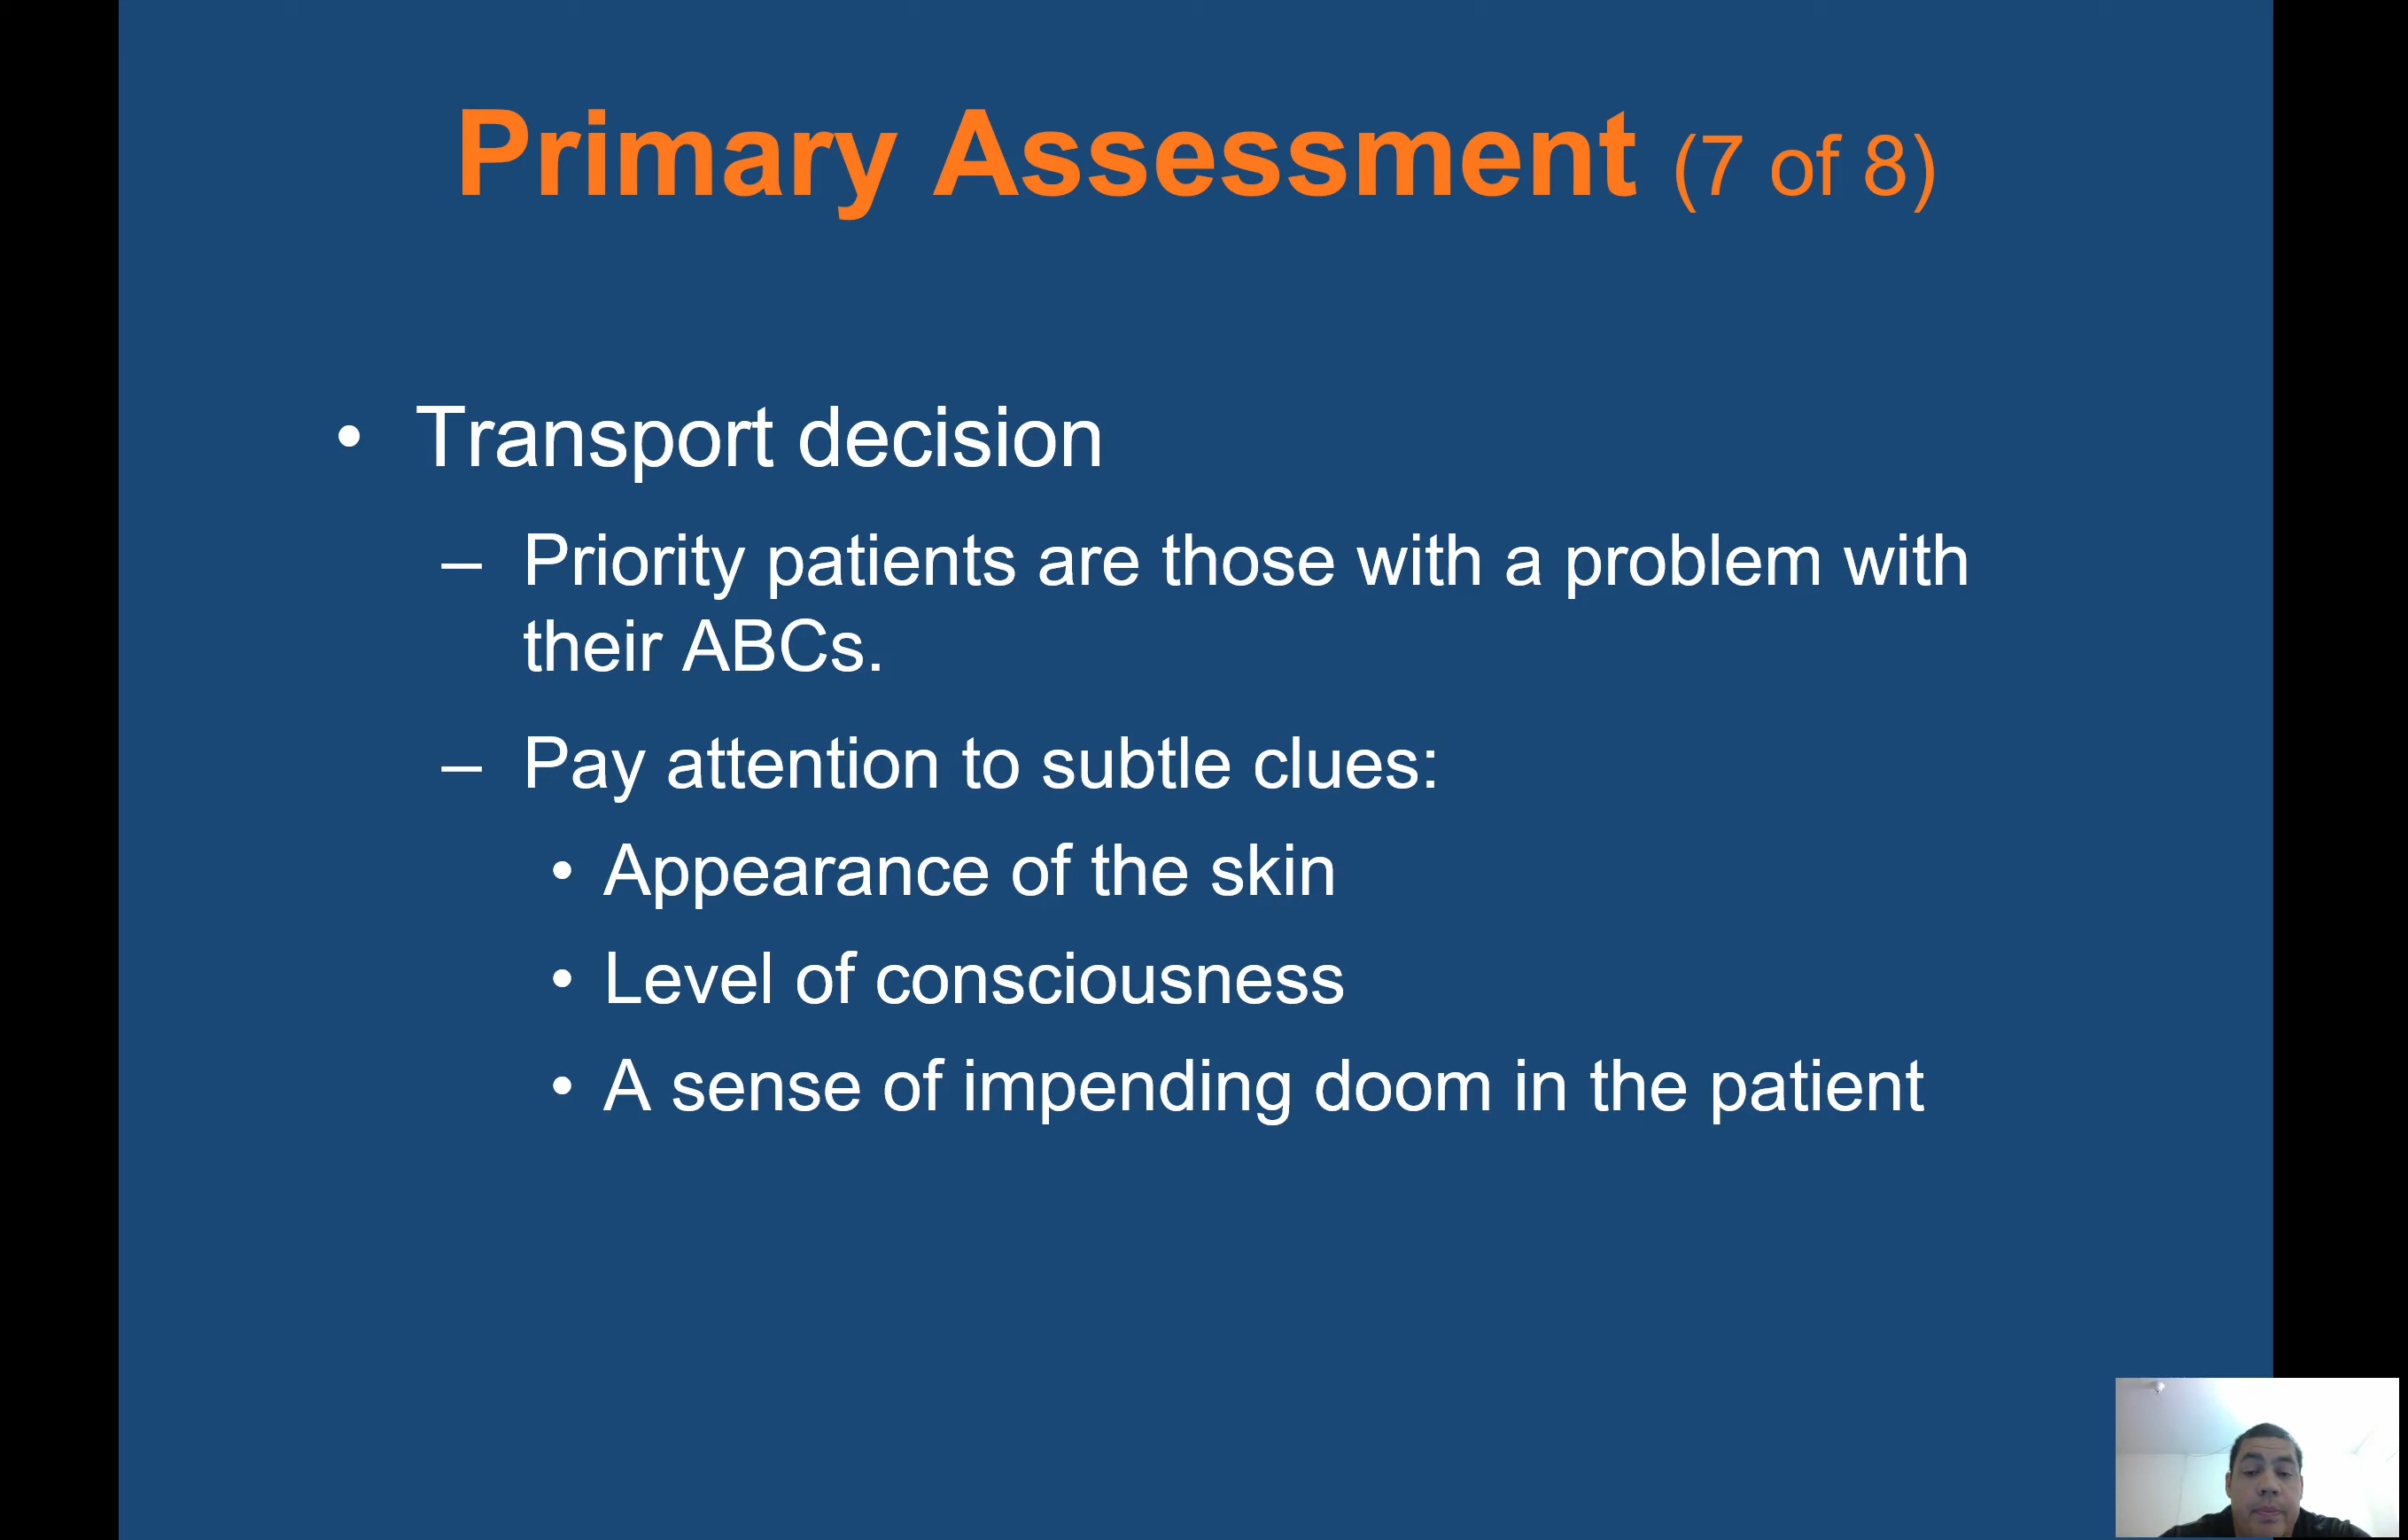 Primary Assessment (7 of 8)
• Transport decision
– Priority patients are those with a problem with
their ABCs.
– Pay attention to subtle clues:
• Appearance of the skin
• Level of consciousness
• A sense of impending doom in the patient